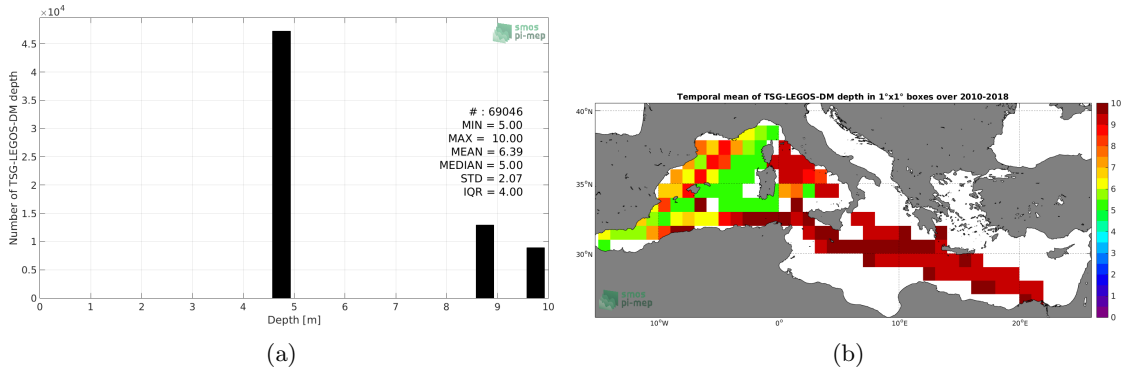 ×10⁴
4.5
4
3.5
3
2.5
2
1.5
1
0.5
0
Number of TSG-LEGOS-DM depth
smos
pi-mep
# : 69046
MIN = 5.00
MAX = 10.00
MEAN = 6.39
MEDIAN = 5.00
STD = 2.07
IQR = 4.00
0 1 2 3 4 5 6 7 8 9 10
Depth [m]
(a)
Temporal mean of TSG-LEGOS-DM depth in 1°x1° boxes over 2010-2018
40°N
35°N
30°N
10°W 0° 10°E 20°E
smos
pi-mep
10
9
8
7
6
5
4
3
2
1
0
(b)